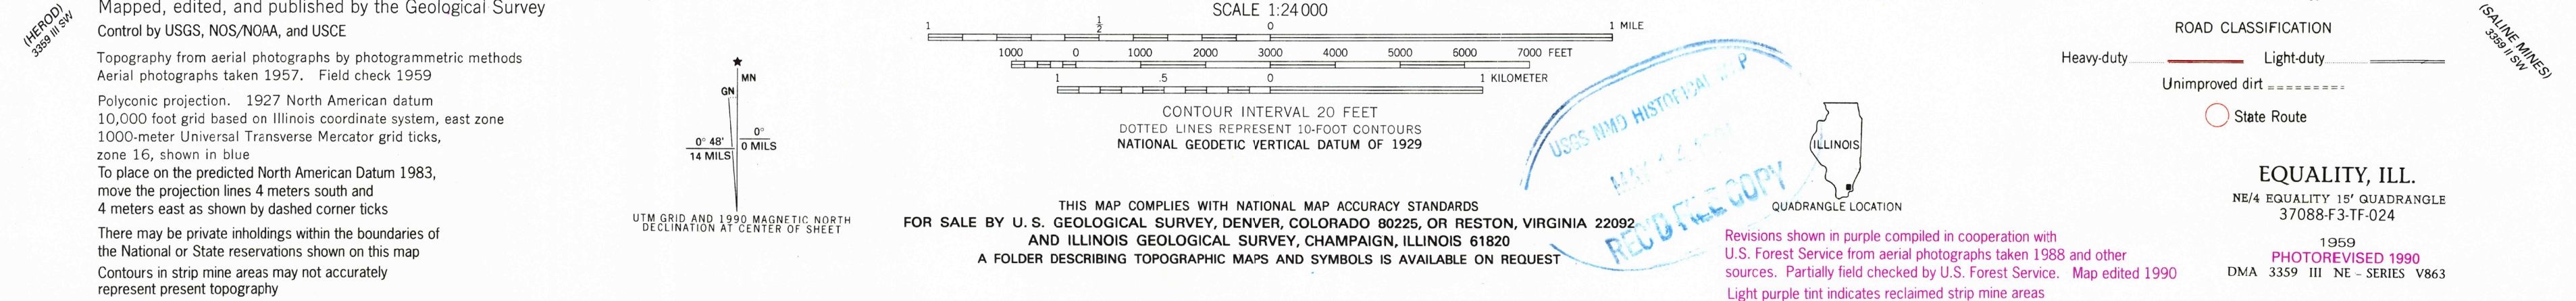 (HEROD)
3359 III SW
Mapped, edited, and published by the Geological Survey
Control by USGS, NOS/NOAA, and USCE
Topography from aerial photographs by photogrammetric methods
Aerial photographs taken 1957. Field check 1959
Polyconic projection. 1927 North American datum
10,000 foot grid based on Illinois coordinate system, east zone
1000-meter Universal Transverse Mercator grid ticks,
zone 16, shown in blue
To place on the predicted North American Datum 1983,
move the projection lines 4 meters south and
4 meters east as shown by dashed corner ticks
There may be private inholdings within the boundaries of
the National or State reservations shown on this map
Contours in strip mine areas may not accurately
represent present topography
MN
GN
0° 48'
14 MILS
0°
0 MILS
UTM GRID AND 1990 MAGNETIC NORTH
DECLINATION AT CENTER OF SHEET
SCALE 1:24 000
1 ½ 0 1 MILE
1000 0 1000 2000 3000 4000 5000 6000 7000 FEET
1 .5 0 1 KILOMETER
CONTOUR INTERVAL 20 FEET
DOTTED LINES REPRESENT 10-FOOT CONTOURS
NATIONAL GEODETIC VERTICAL DATUM OF 1929
THIS MAP COMPLIES WITH NATIONAL MAP ACCURACY STANDARDS
FOR SALE BY U. S. GEOLOGICAL SURVEY, DENVER, COLORADO 80225, OR RESTON, VIRGINIA 22092
AND ILLINOIS GEOLOGICAL SURVEY, CHAMPAIGN, ILLINOIS 61820
A FOLDER DESCRIBING TOPOGRAPHIC MAPS AND SYMBOLS IS AVAILABLE ON REQUEST
USGS NMD HISTORICAL MAP
MAY
REC'D FILE COPY
ILLINOIS
QUADRANGLE LOCATION
Revisions shown in purple compiled in cooperation with
U.S. Forest Service from aerial photographs taken 1988 and other
sources. Partially field checked by U.S. Forest Service. Map edited 1990
Light purple tint indicates reclaimed strip mine areas
ROAD CLASSIFICATION
Heavy-duty Light-duty
Unimproved dirt
State Route
(SALINE MINES)
3359 II SW
EQUALITY, ILL.
NE/4 EQUALITY 15' QUADRANGLE
37088-F3-TF-024
1959
PHOTOREVISED 1990
DMA 3359 III NE – SERIES V863